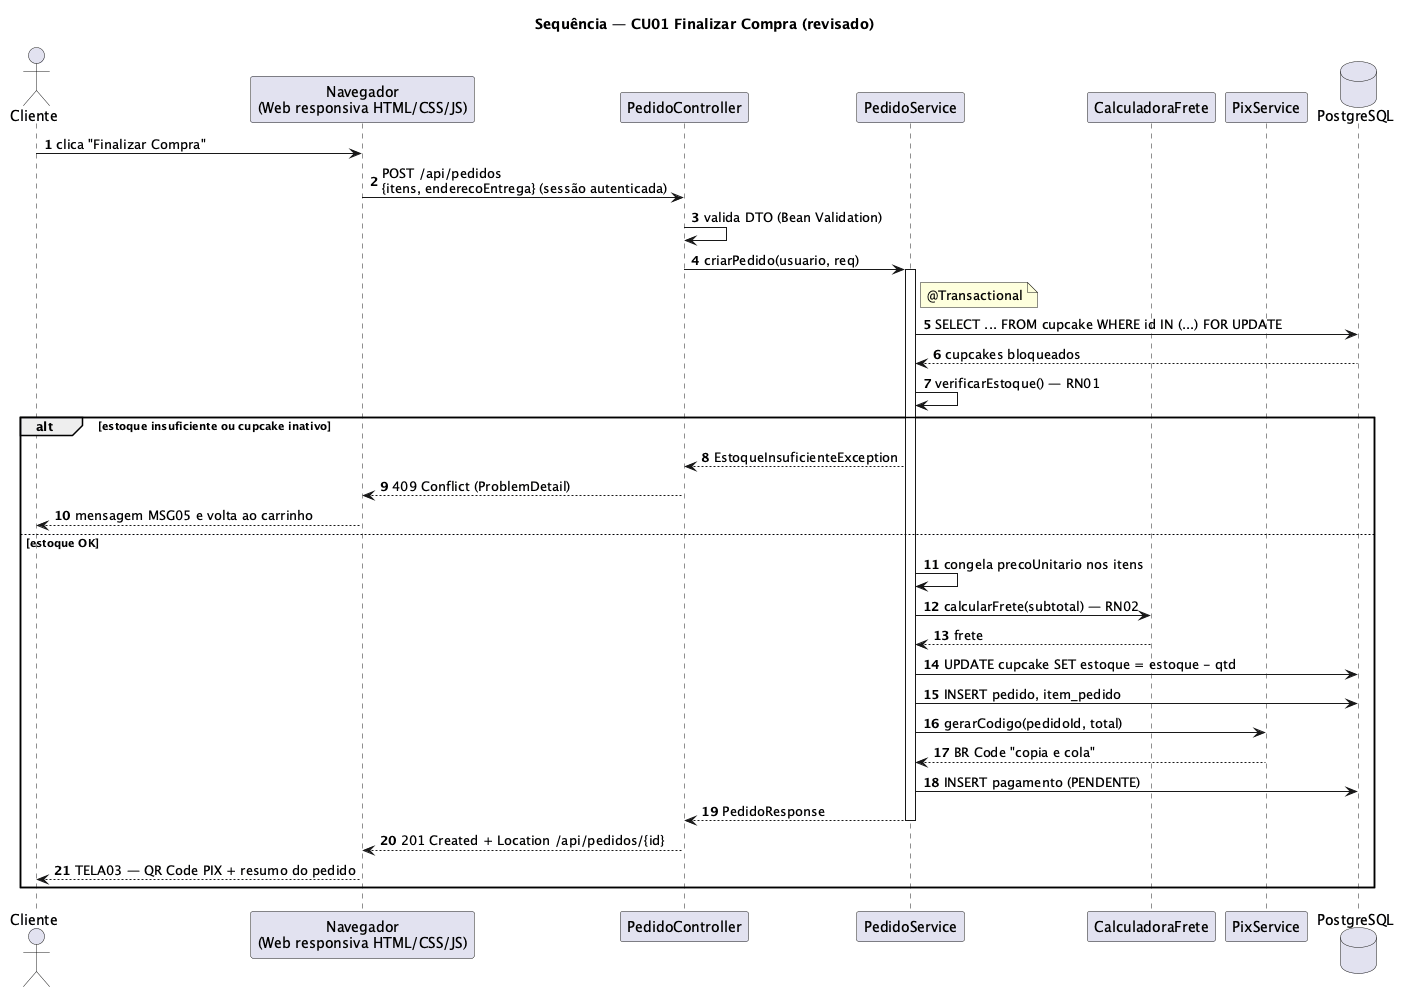 Sequência — CU01 Finalizar Compra (revisado)
Cliente
Navegador
(Web responsiva HTML/CSS/JS)
PedidoController
PedidoService
CalculadoraFrete
PixService
PostgreSQL
1 clica "Finalizar Compra"
2 POST /api/pedidos
{itens, enderecoEntrega} (sessão autenticada)
3 valida DTO (Bean Validation)
4 criarPedido(usuario, req)
@Transactional
5 SELECT ... FROM cupcake WHERE id IN (...) FOR UPDATE
6 cupcakes bloqueados
7 verificarEstoque() — RN01
alt [estoque insuficiente ou cupcake inativo]
8 EstoqueInsuficienteException
9 409 Conflict (ProblemDetail)
10 mensagem MSG05 e volta ao carrinho
[estoque OK]
11 congela precoUnitario nos itens
12 calcularFrete(subtotal) — RN02
13 frete
14 UPDATE cupcake SET estoque = estoque - qtd
15 INSERT pedido, item_pedido
16 gerarCodigo(pedidoId, total)
17 BR Code "copia e cola"
18 INSERT pagamento (PENDENTE)
19 PedidoResponse
20 201 Created + Location /api/pedidos/{id}
21 TELA03 — QR Code PIX + resumo do pedido
Cliente
Navegador
(Web responsiva HTML/CSS/JS)
PedidoController
PedidoService
CalculadoraFrete
PixService
PostgreSQL